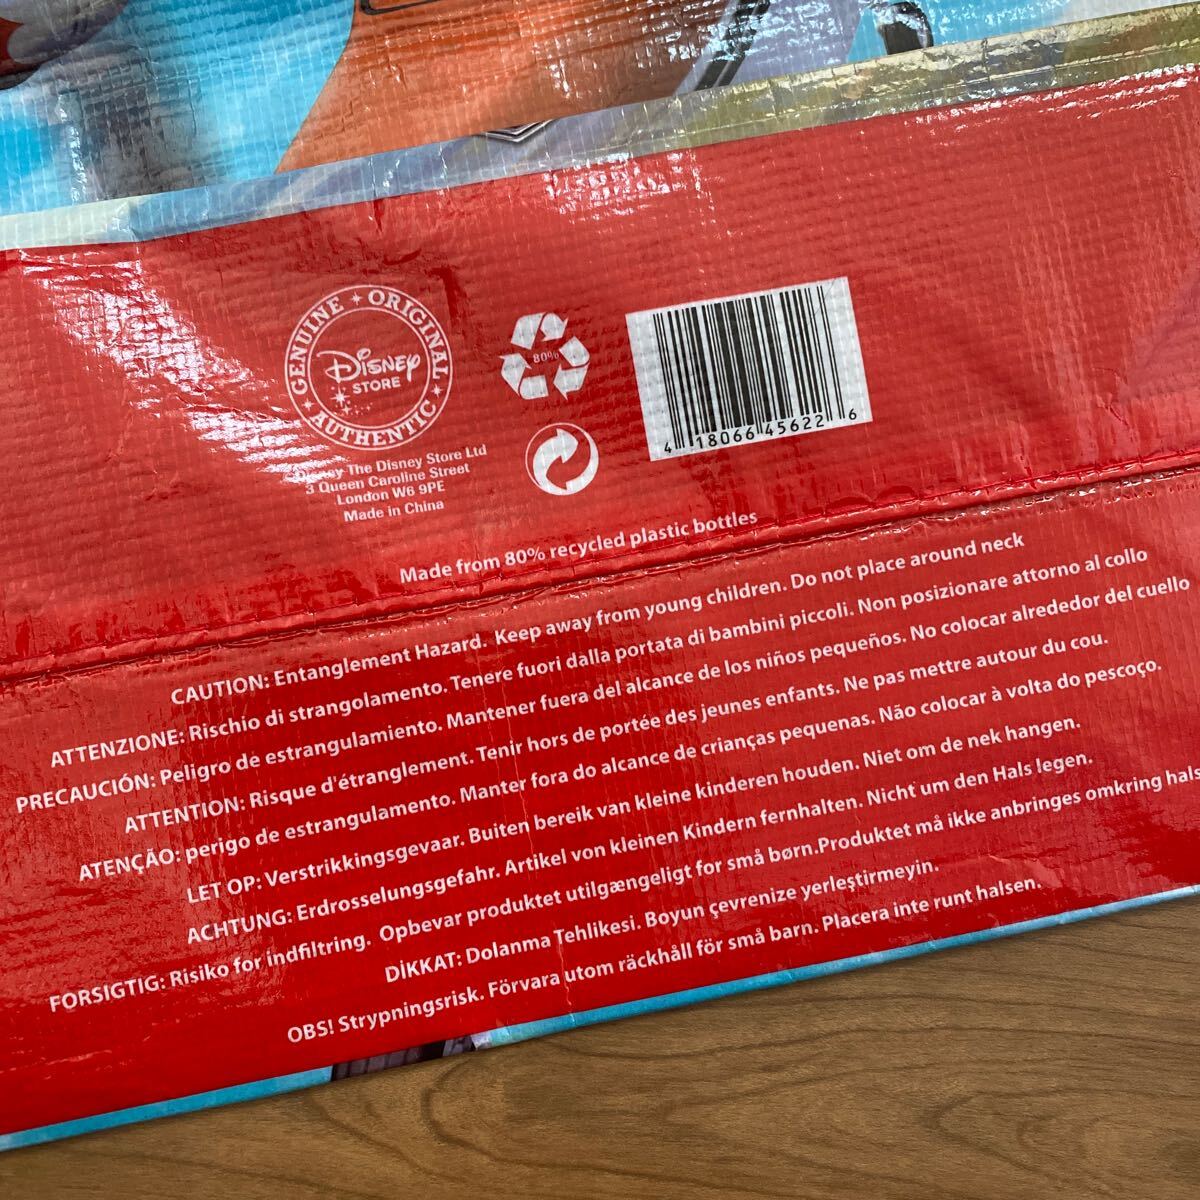 GENUINE ✦ ORIGINAL ✦ AUTHENTIC ✦
Disney
STORE
80%
4 18066 45622 6
Disney The Disney Store Ltd
3 Queen Caroline Street
London W6 9PE
Made in China
Made from 80% recycled plastic bottles
CAUTION: Entanglement Hazard. Keep away from young children. Do not place around neck
ATTENZIONE: Rischio di strangolamento. Tenere fuori dalla portata di bambini piccoli. Non posizionare attorno al collo
PRECAUCIÓN: Peligro de estrangulamiento. Mantener fuera del alcance de los niños pequeños. No colocar alrededor del cuello
ATTENTION: Risque d'étranglement. Tenir hors de portée des jeunes enfants. Ne pas mettre autour du cou.
ATENÇÃO: perigo de estrangulamento. Manter fora do alcance de crianças pequenas. Não colocar à volta do pescoço.
LET OP: Verstrikkingsgevaar. Buiten bereik van kleine kinderen houden. Niet om de nek hangen.
ACHTUNG: Erdrosselungsgefahr. Artikel von kleinen Kindern fernhalten. Nicht um den Hals legen.
FORSIGTIG: Risiko for indfiltring. Opbevar produktet utilgængeligt for små børn.Produktet må ikke anbringes omkring hals
DİKKAT: Dolanma Tehlikesi. Boyun çevrenize yerleştirmeyin.
OBS! Strypningsrisk. Förvara utom räckhåll för små barn. Placera inte runt halsen.